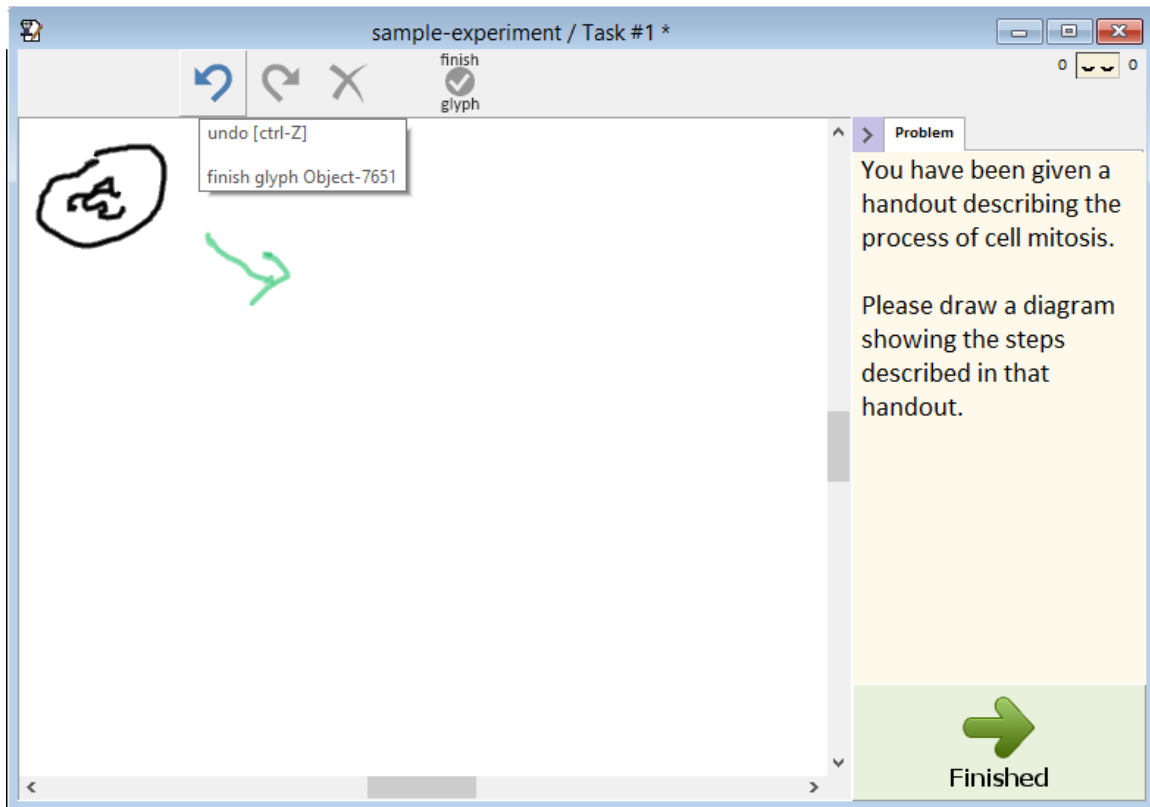 sample-experiment / Task #1 *
finish
glyph
0 0
undo [ctrl-Z]
finish glyph Object-7651
Problem
You have been given a
handout describing the
process of cell mitosis.
Please draw a diagram
showing the steps
described in that
handout.
Finished